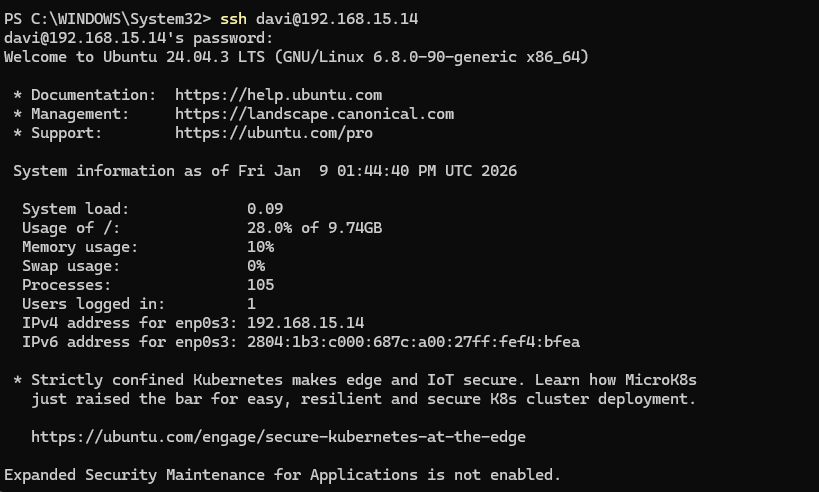 PS C:\WINDOWS\System32> ssh davi@192.168.15.14
davi@192.168.15.14's password:
Welcome to Ubuntu 24.04.3 LTS (GNU/Linux 6.8.0-90-generic x86_64)
* Documentation:  https://help.ubuntu.com
* Management:     https://landscape.canonical.com
* Support:        https://ubuntu.com/pro
System information as of Fri Jan  9 01:44:40 PM UTC 2026
System load:             0.09
Usage of /:              28.0% of 9.74GB
Memory usage:            10%
Swap usage:              0%
Processes:               105
Users logged in:         1
IPv4 address for enp0s3: 192.168.15.14
IPv6 address for enp0s3: 2804:1b3:c000:687c:a00:27ff:fef4:bfea
* Strictly confined Kubernetes makes edge and IoT secure. Learn how MicroK8s
just raised the bar for easy, resilient and secure K8s cluster deployment.
https://ubuntu.com/engage/secure-kubernetes-at-the-edge
Expanded Security Maintenance for Applications is not enabled.